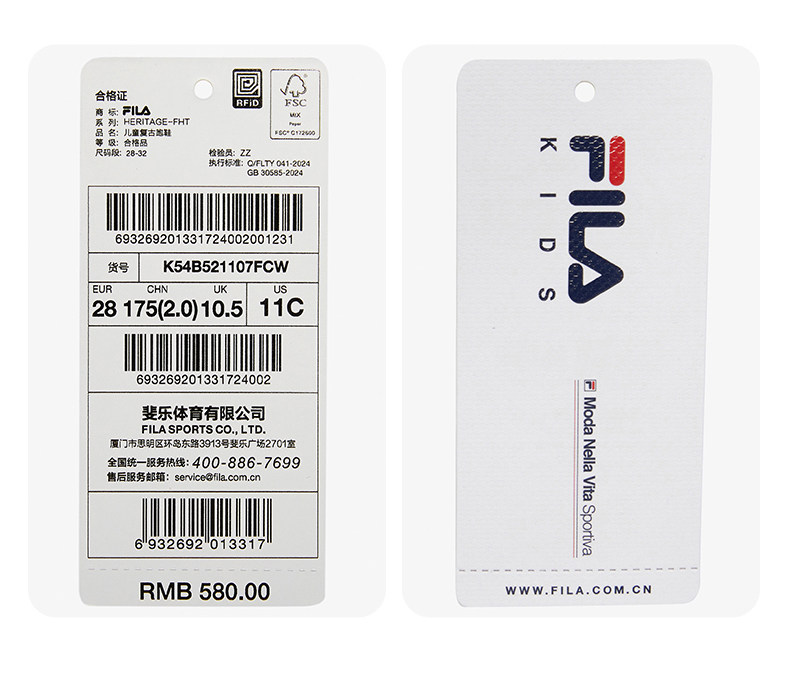 合格证
商 标: FILA
系 列: HERITAGE-FHT
品 名: 儿童复古跑鞋
等 级: 合格品
尺码段: 28-32
检验员: ZZ
执行标准: Q/FLTY 041-2024
GB 30585-2024
RFiD
FSC
MIX
Paper
FSC® C172600
693269201331724002001231
货号 K54B521107FCW
EUR CHN UK US
28 175(2.0) 10.5 11C
693269201331724002
斐乐体育有限公司
FILA SPORTS CO., LTD.
厦门市思明区环岛东路3913号斐乐广场2701室
全国统一服务热线: 400-886-7699
售后服务邮箱: service@fila.com.cn
6 932692 013317
RMB 580.00
FILA
KIDS
F Moda Nella Vita Sportiva
WWW.FILA.COM.CN